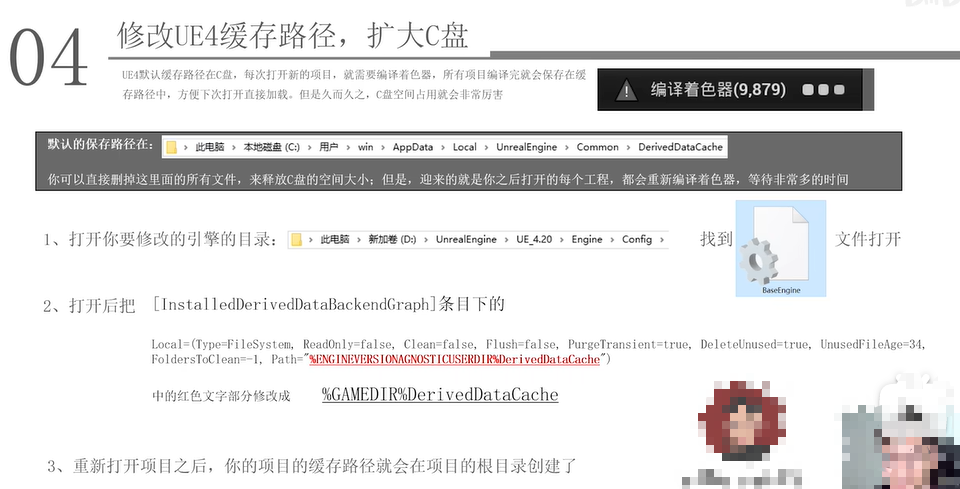 04
修改UE4缓存路径，扩大C盘
UE4默认缓存路径在C盘，每次打开新的项目，就需要编译着色器，所有项目编译完就会保存在缓
存路径中，方便下次打开直接加载。但是久而久之，C盘空间占用就会非常厉害
编译着色器(9,879)
默认的保存路径在： › 此电脑 › 本地磁盘 (C:) › 用户 › win › AppData › Local › UnrealEngine › Common › DerivedDataCache
你可以直接删掉这里面的所有文件，来释放C盘的空间大小；但是，迎来的就是你之后打开的每个工程，都会重新编译着色器，等待非常多的时间
1、打开你要修改的引擎的目录： › 此电脑 › 新加卷 (D:) › UnrealEngine › UE_4.20 › Engine › Config › 找到 文件打开
BaseEngine
2、打开后把 [InstalledDerivedDataBackendGraph]条目下的
Local=(Type=FileSystem, ReadOnly=false, Clean=false, Flush=false, PurgeTransient=true, DeleteUnused=true, UnusedFileAge=34,
FoldersToClean=-1, Path="%ENGINEVERSIONAGNOSTICUSERDIR%DerivedDataCache")
中的红色文字部分修改成 %GAMEDIR%DerivedDataCache
3、重新打开项目之后，你的项目的缓存路径就会在项目的根目录创建了